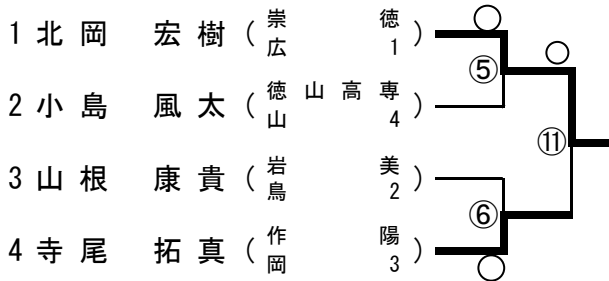 1 北岡 宏樹 (崇徳 広1)
2 小島 風太 (徳山高専 山4)
3 山根 康貴 (岩美 鳥2)
4 寺尾 拓真 (作陽 岡3)
⑤
⑪
⑥